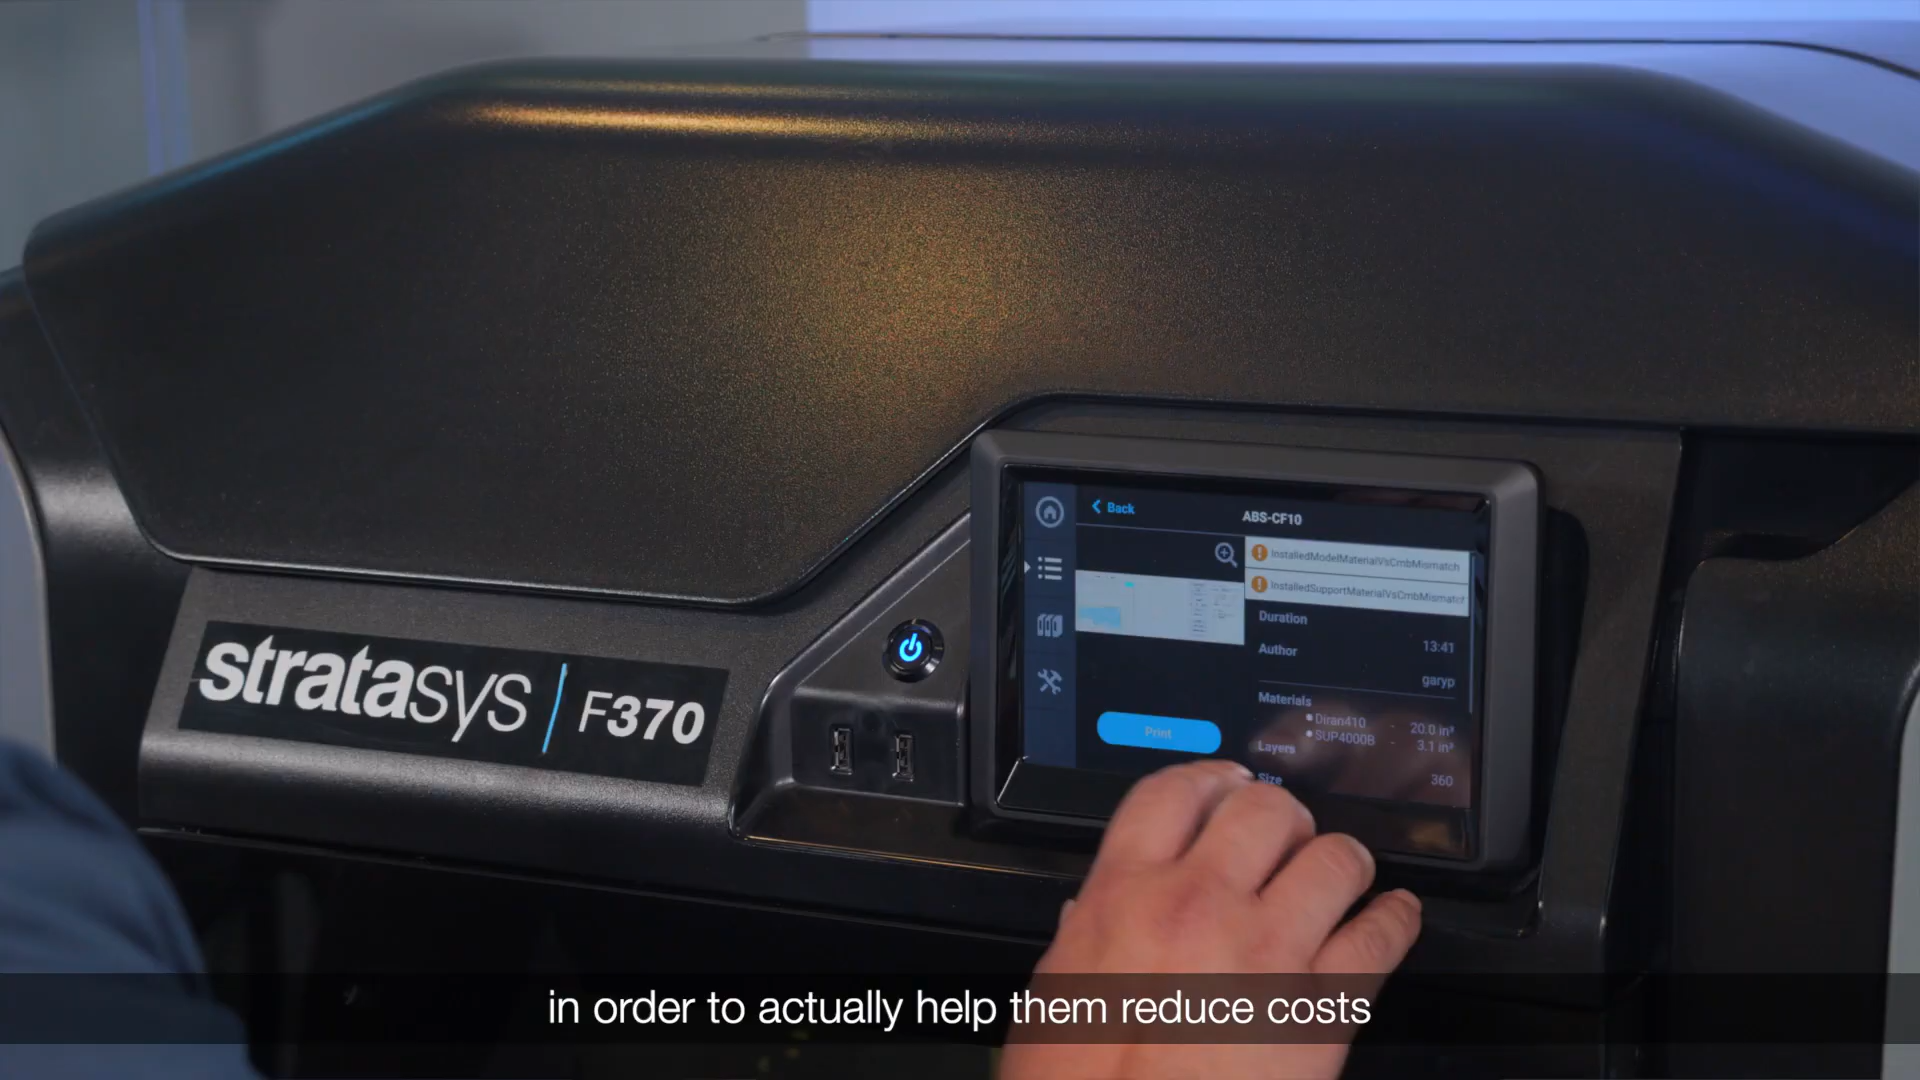 stratasys F370
Back
ABS-CF10
InstalledModelMaterialVsCmbMismatch
InstalledSupportMaterialVsCmbMismatch
Duration
13:41
Author
garyp
Materials
Diran410 - 20.0 in³
SUP4000B - 3.1 in³
Layers
360
Size
Print
in order to actually help them reduce costs